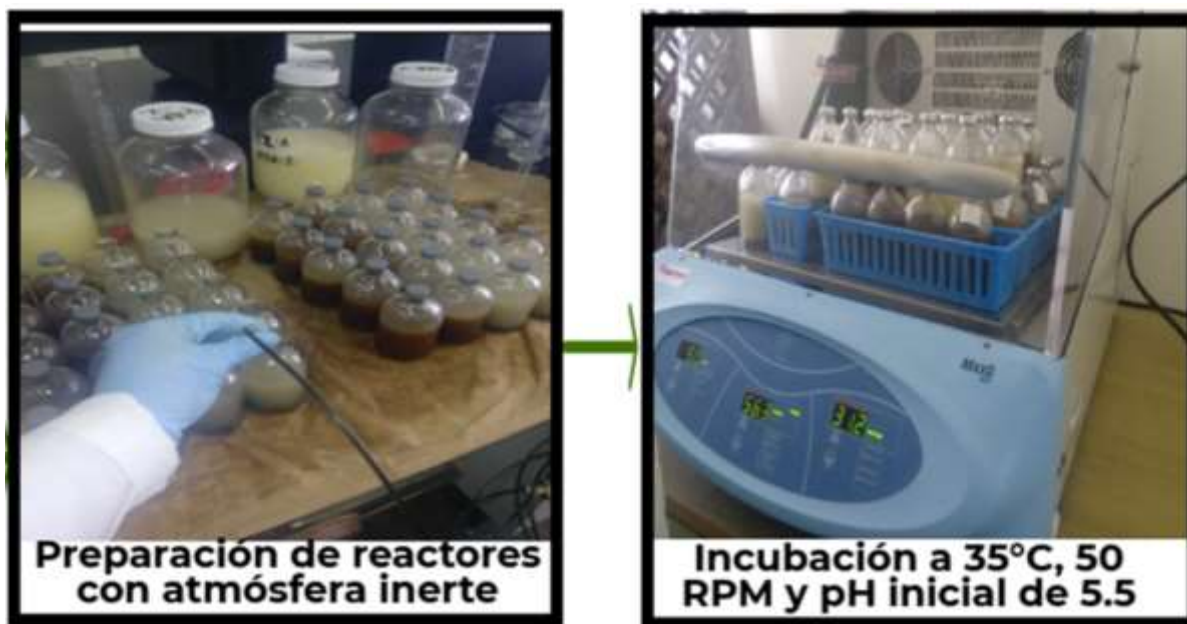 Preparación de reactores
con atmósfera inerte
Incubación a 35°C, 50
RPM y pH inicial de 5.5